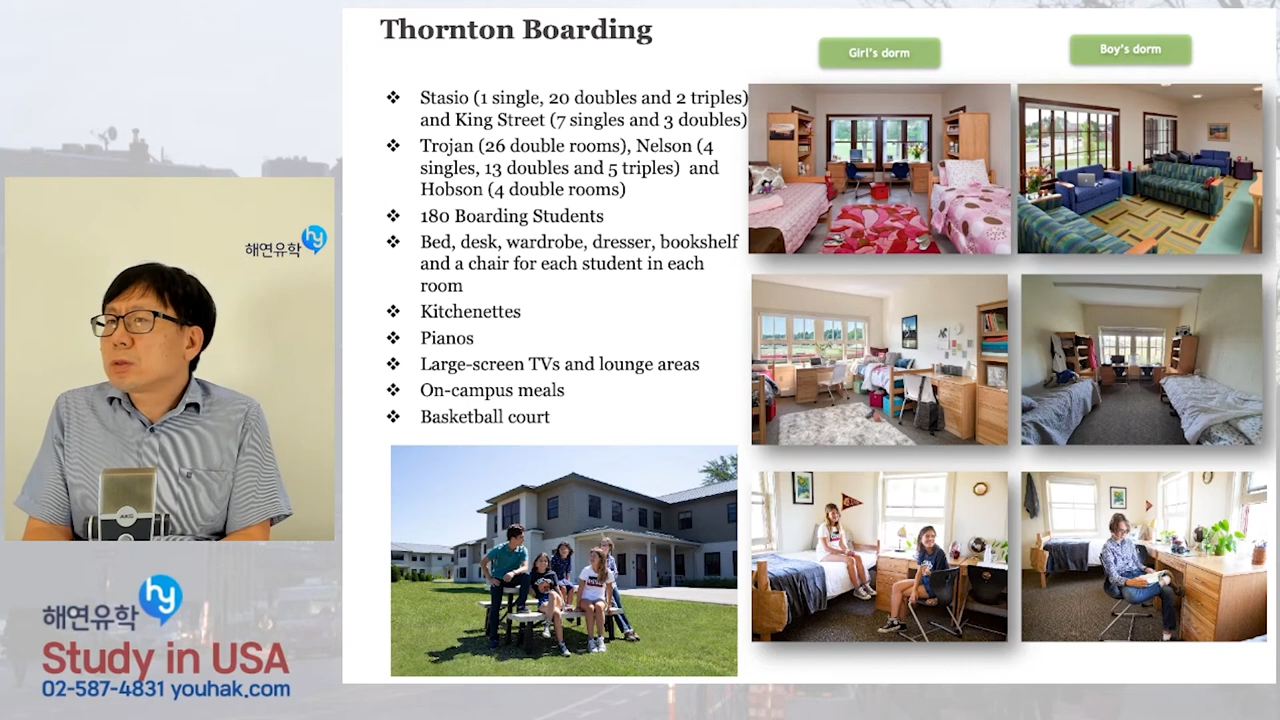 Thornton Boarding
Girl's dorm
Boy's dorm
❖ Stasio (1 single, 20 doubles and 2 triples)
and King Street (7 singles and 3 doubles)
❖ Trojan (26 double rooms), Nelson (4
singles, 13 doubles and 5 triples) and
Hobson (4 double rooms)
❖ 180 Boarding Students
❖ Bed, desk, wardrobe, dresser, bookshelf
and a chair for each student in each
room
❖ Kitchenettes
❖ Pianos
❖ Large-screen TVs and lounge areas
❖ On-campus meals
❖ Basketball court
해연유학 hy
AKG
해연유학 hy
Study in USA
02-587-4831 youhak.com